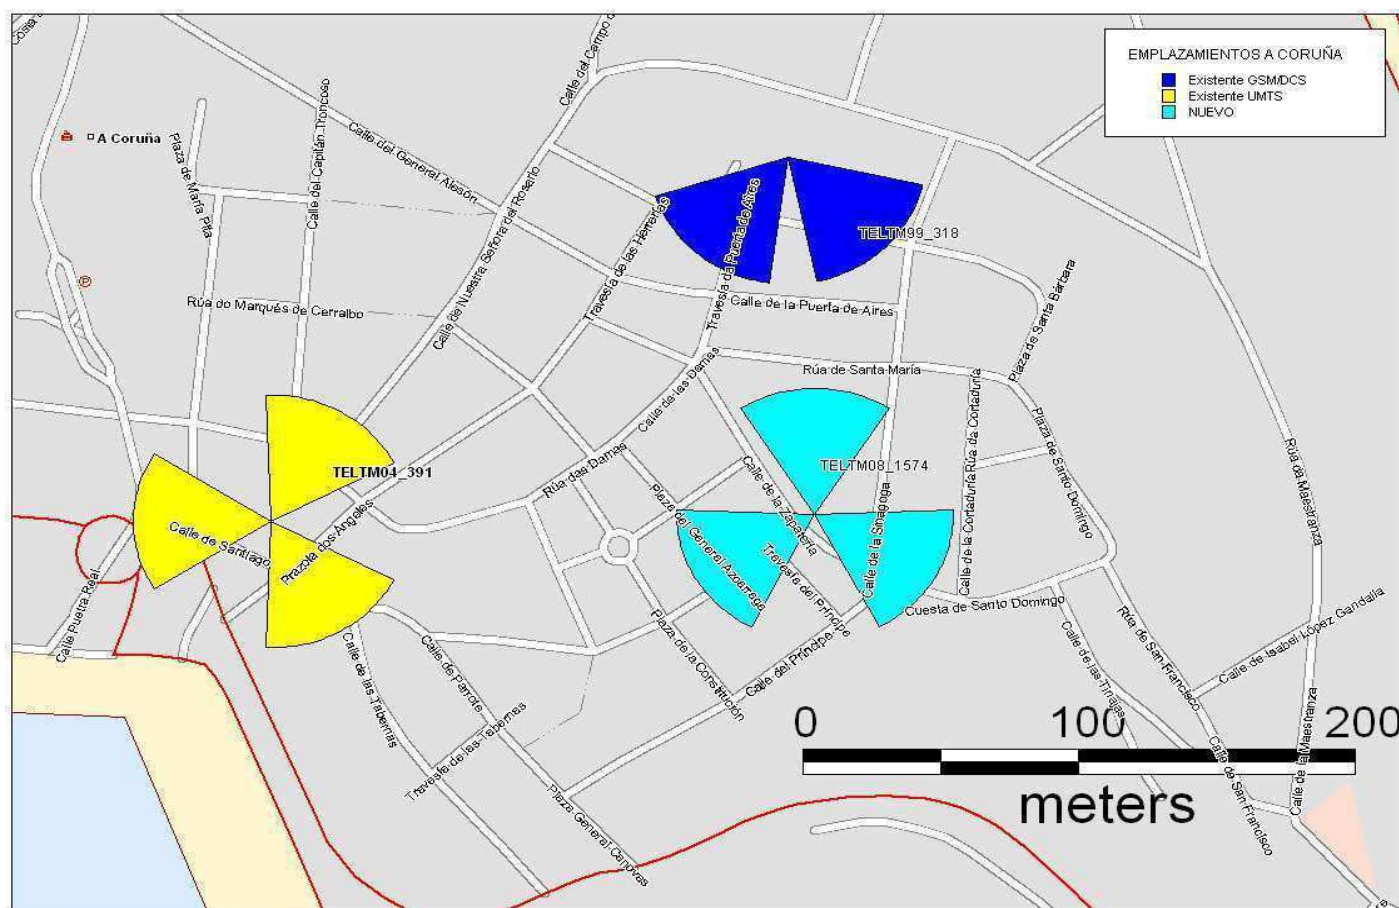 EMPLAZAMIENTOS A CORUÑA
Existente GSM/DCS
Existente UMTS
NUEVO
Calle del Campo de
A Coruña
Plaza de María Pita
Calle del Capitán Troncoso
Calle del General Alesón
Calle de Nuestra Señora del Rosario
Travesía de las Herrerías
Travesía da Puerta de Aires
TELTM99_318
P
Rúa do Marqués de Cerralbo
Calle de la Puerta de Aires
Plaza de Santa Bárbara
Rúa de Santa María
Calle de las Damas
Rúa das Damas
Calle de la Cortaduría
Rúa da Cortaduría
Plaza de Santo Domingo
Rúa da Maestranza
TELTM04_391
TELTM08_1574
Calle de la Zapatería
Calle de la Sinagoga
Plaza del General Azcárraga
Travesía del Príncipe
Calle de Santiago
Prazola dos Angeles
Calle Puerta Real
Cuesta de Santo Domingo
Calle de Isabel López Gandalla
Calle de las Tinajas
Rúa de San Francisco
Calle de Parrote
Calle de las Tabernas
Plaza de la Constitución
Calle del Príncipe
Travesía de las Tabernas
Calle de la Maestranza
Calle de San Francisco
Plaza General Canovas
0 100 200
meters